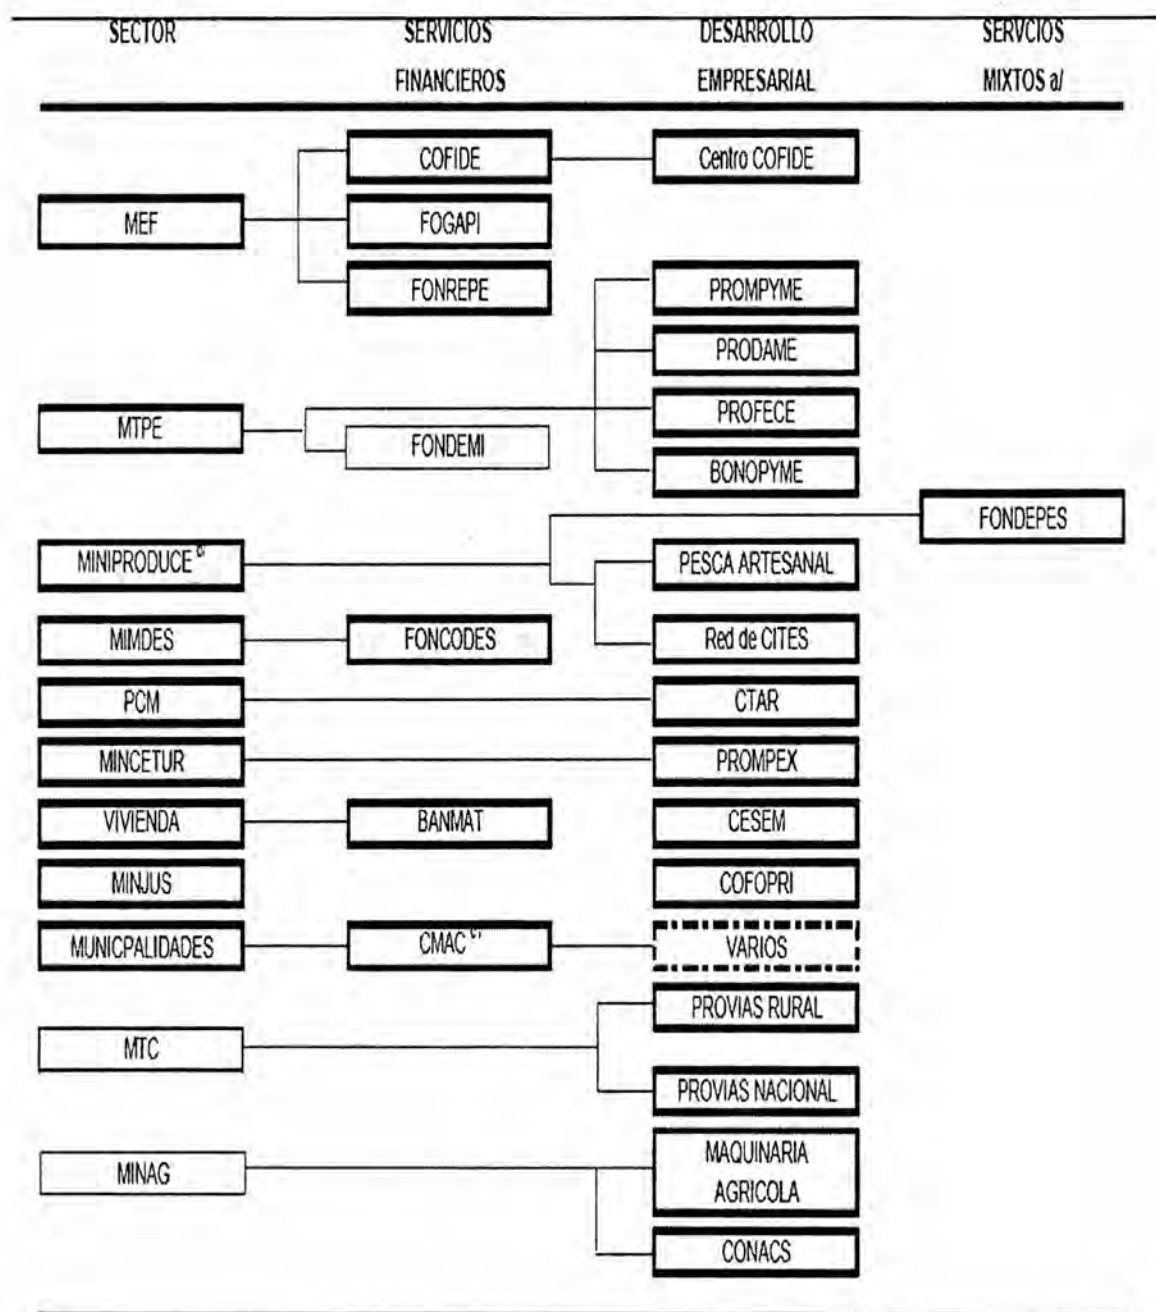 SECTOR
SERVICIOS
FINANCIEROS
DESARROLLO
EMPRESARIAL
SERVCIOS
MIXTOS a/
COFIDE
Centro COFIDE
MEF
FOGAPI
FONREPE
PROMPYME
PRODAME
MTPE
PROFECE
FONDEMI
BONOPYME
FONDEPES
MINIPRODUCE
PESCA ARTESANAL
MIMDES
FONCODES
Red de CITES
PCM
CTAR
MINCETUR
PROMPEX
VIVIENDA
BANMAT
CESEM
MINJUS
COFOPRI
MUNICPALIDADES
CMAC
VARIOS
PROVIAS RURAL
MTC
PROVIAS NACIONAL
MINAG
MAQUINARIA
AGRICOLA
CONACS